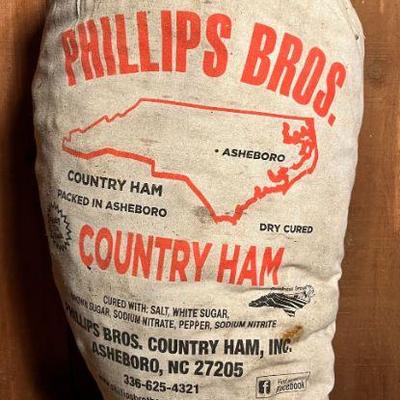 PHILLIPS BROS.
• ASHEBORO
COUNTRY HAM
PACKED IN ASHEBORO
DRY CURED
COUNTRY HAM
CURED WITH: SALT, WHITE SUGAR,
SUGAR, SODIUM NITRATE, PEPPER, SODIUM NITRITE
PHILLIPS BROS. COUNTRY HAM, INC.
ASHEBORO, NC 27205
336-625-4321
facebook